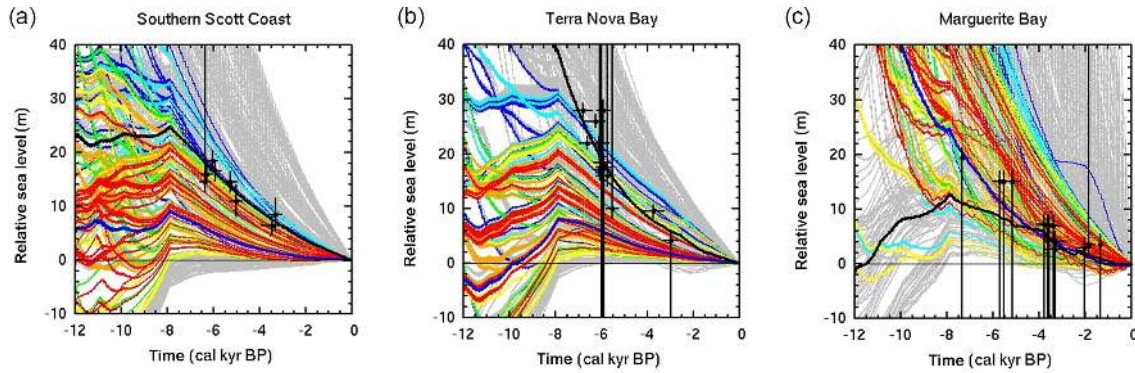 (a) Southern Scott Coast
40
30
20
10
0
-10
-12 -10 -8 -6 -4 -2 0
Relative sea level (m)
Time (cal kyr BP)
(b) Terra Nova Bay
40
30
20
10
0
-10
-12 -10 -8 -6 -4 -2 0
Relative sea level (m)
Time (cal kyr BP)
(c) Marguerite Bay
40
30
20
10
0
-10
-12 -10 -8 -6 -4 -2 0
Relative sea level (m)
Time (cal kyr BP)